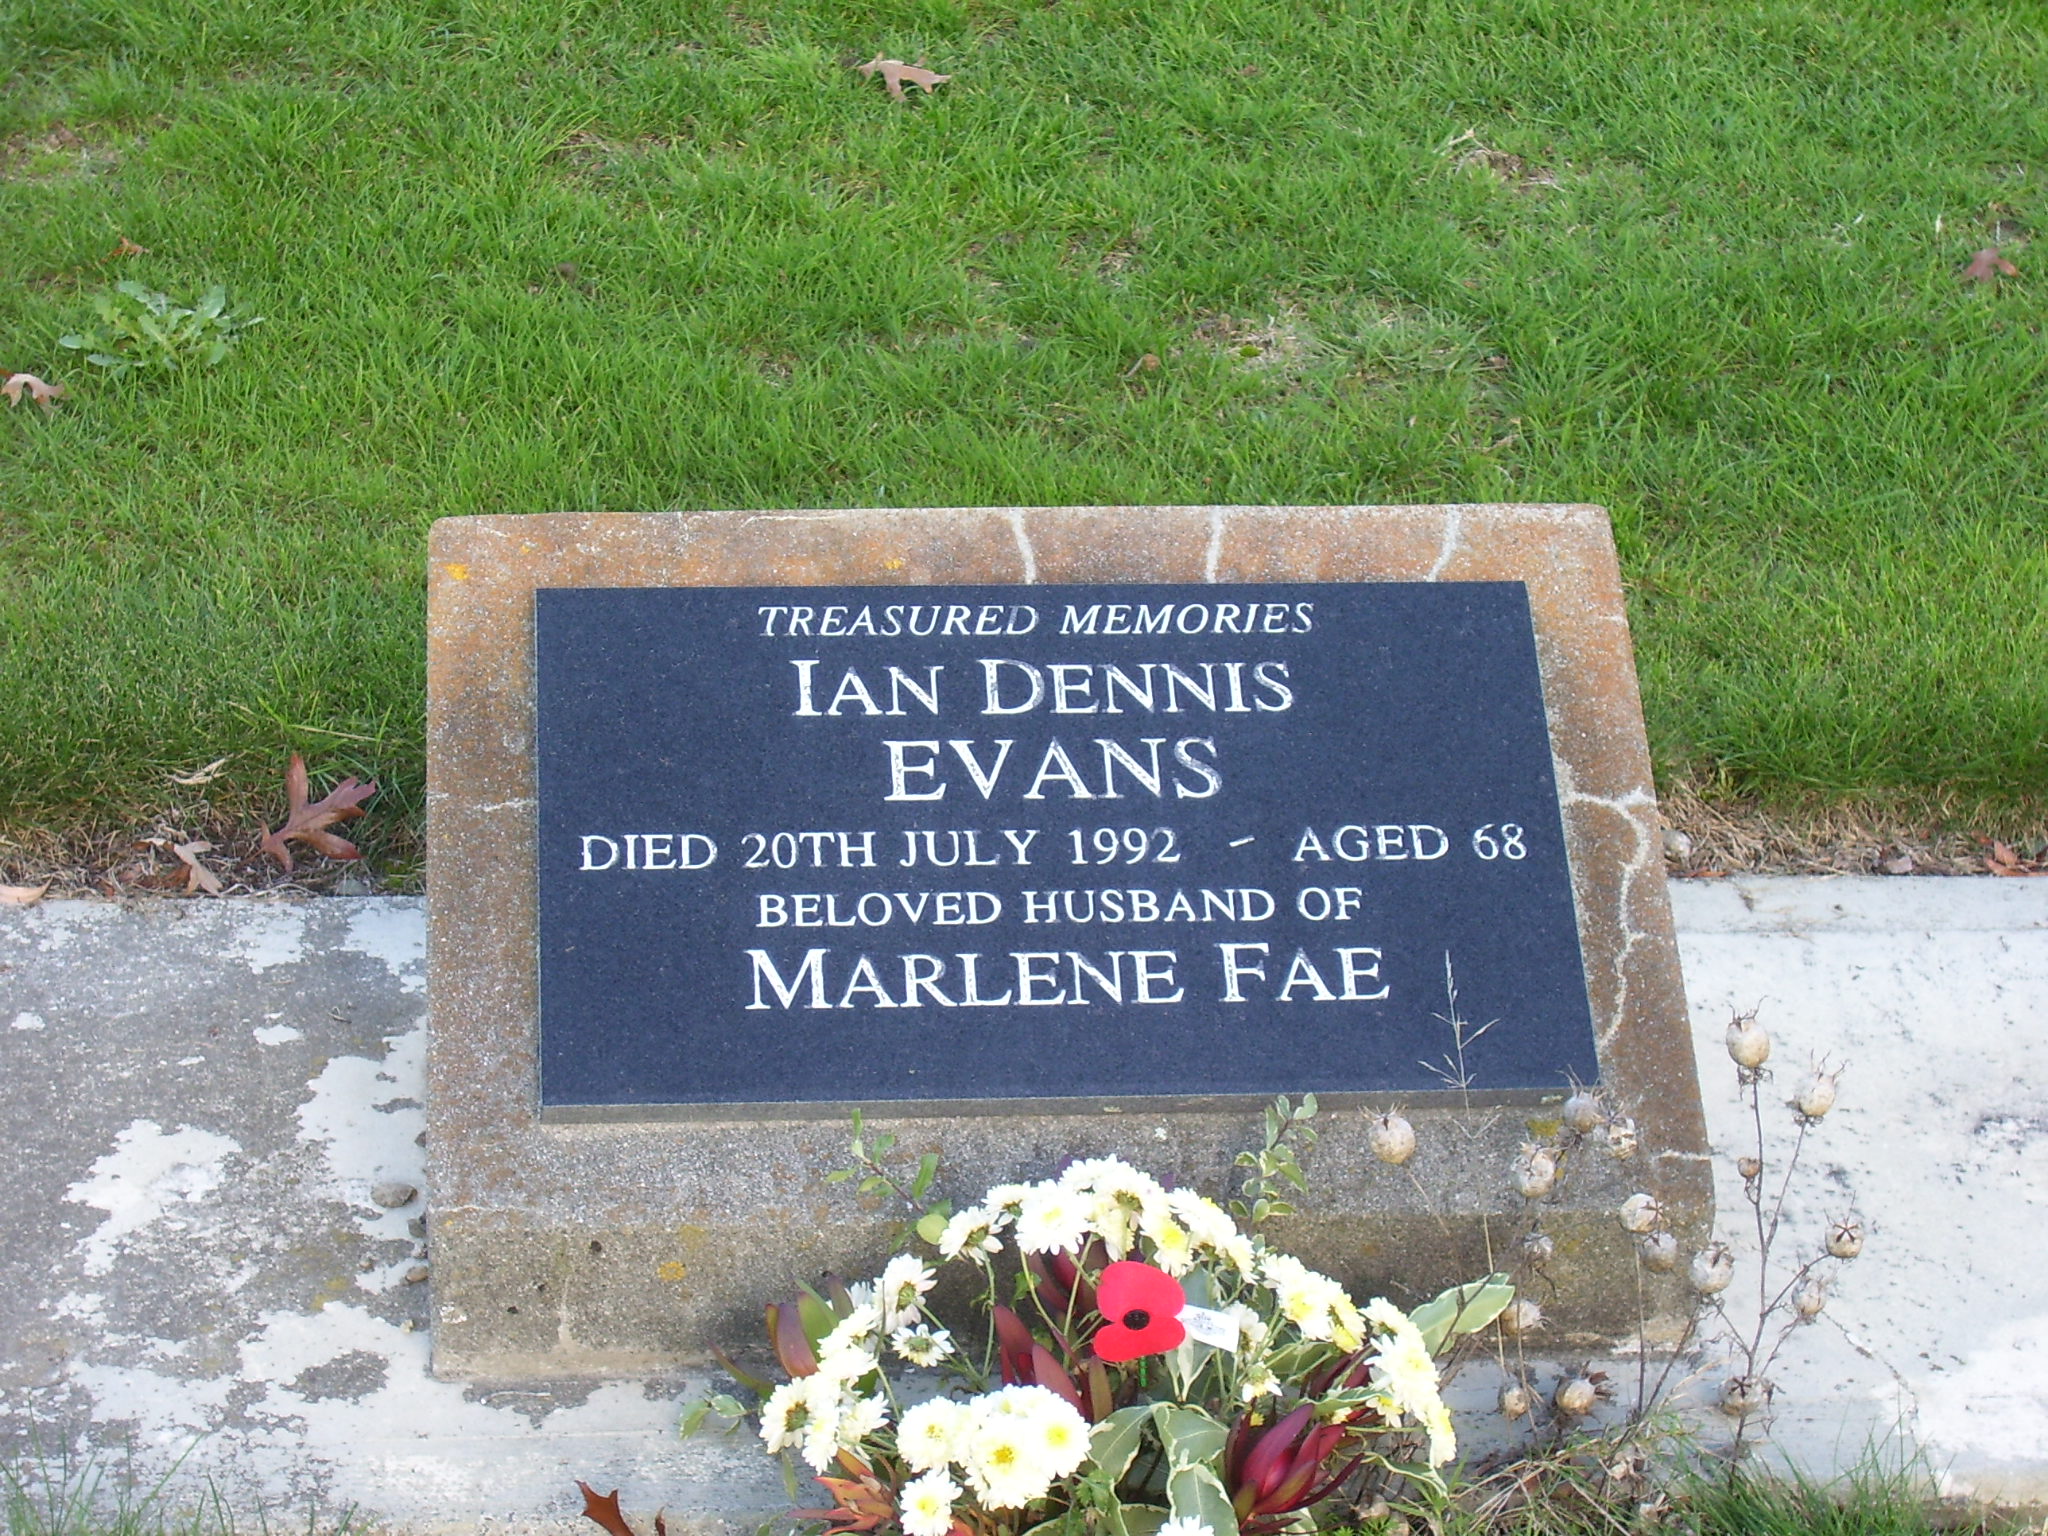 TREASURED MEMORIES
IAN DENNIS
EVANS
DIED 20TH JULY 1992 - AGED 68
BELOVED HUSBAND OF
MARLENE FAE